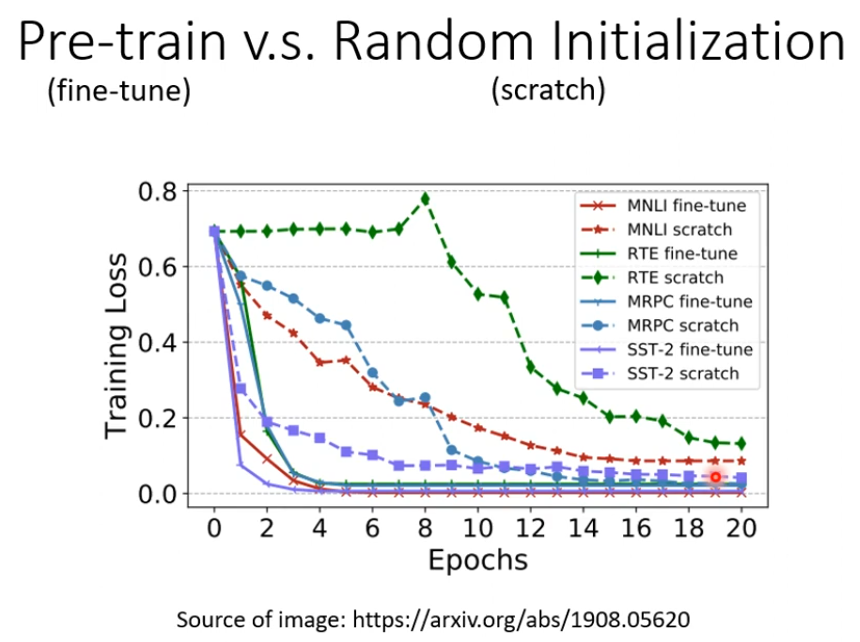 Pre-train v.s. Random Initialization
(fine-tune) (scratch)
0.8
0.6
0.4
0.2
0.0
Training Loss
MNLI fine-tune
MNLI scratch
RTE fine-tune
RTE scratch
MRPC fine-tune
MRPC scratch
SST-2 fine-tune
SST-2 scratch
0 2 4 6 8 10 12 14 16 18 20
Epochs
Source of image: https://arxiv.org/abs/1908.05620